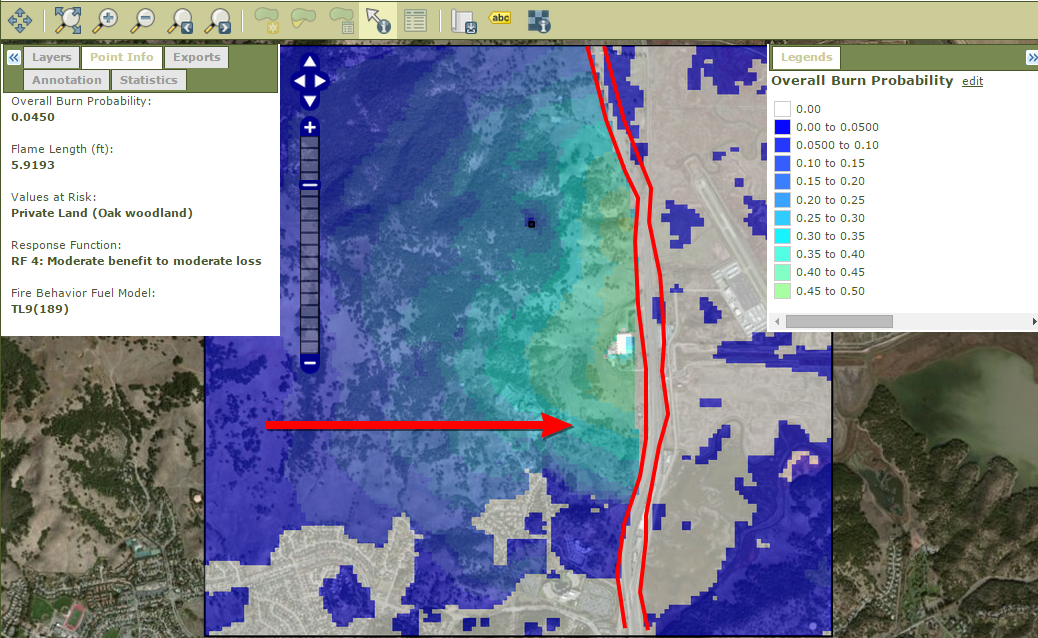 abc
Layers
Point Info
Exports
Annotation
Statistics
Overall Burn Probability:
0.0450
Flame Length (ft):
5.9193
Values at Risk:
Private Land (Oak woodland)
Response Function:
RF 4: Moderate benefit to moderate loss
Fire Behavior Fuel Model:
TL9(189)
Legends
Overall Burn Probability edit
0.00
0.00 to 0.0500
0.0500 to 0.10
0.10 to 0.15
0.15 to 0.20
0.20 to 0.25
0.25 to 0.30
0.30 to 0.35
0.35 to 0.40
0.40 to 0.45
0.45 to 0.50